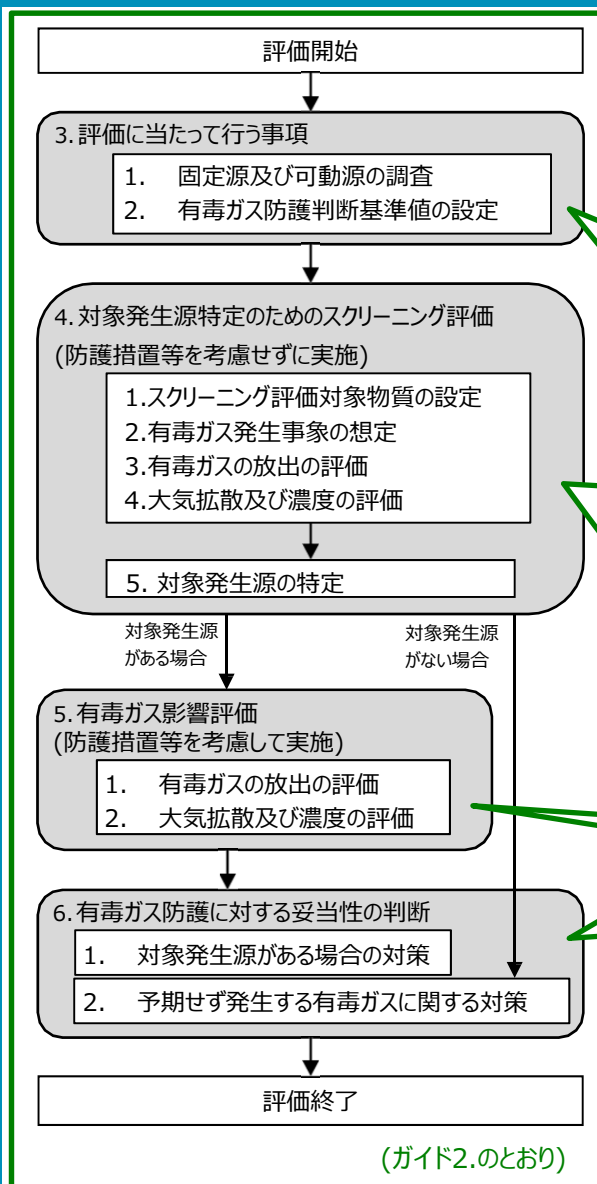 評価開始
3.評価に当たって行う事項
1. 固定源及び可動源の調査
2. 有毒ガス防護判断基準値の設定
4.対象発生源特定のためのスクリーニング評価
(防護措置等を考慮せずに実施)
1.スクリーニング評価対象物質の設定
2.有毒ガス発生事象の想定
3.有毒ガスの放出の評価
4.大気拡散及び濃度の評価
5. 対象発生源の特定
対象発生源
がある場合
対象発生源
がない場合
5.有毒ガス影響評価
(防護措置等を考慮して実施)
1. 有毒ガスの放出の評価
2. 大気拡散及び濃度の評価
6.有毒ガス防護に対する妥当性の判断
1. 対象発生源がある場合の対策
2. 予期せず発生する有毒ガスに関する対策
評価終了
(ガイド2.のとおり)